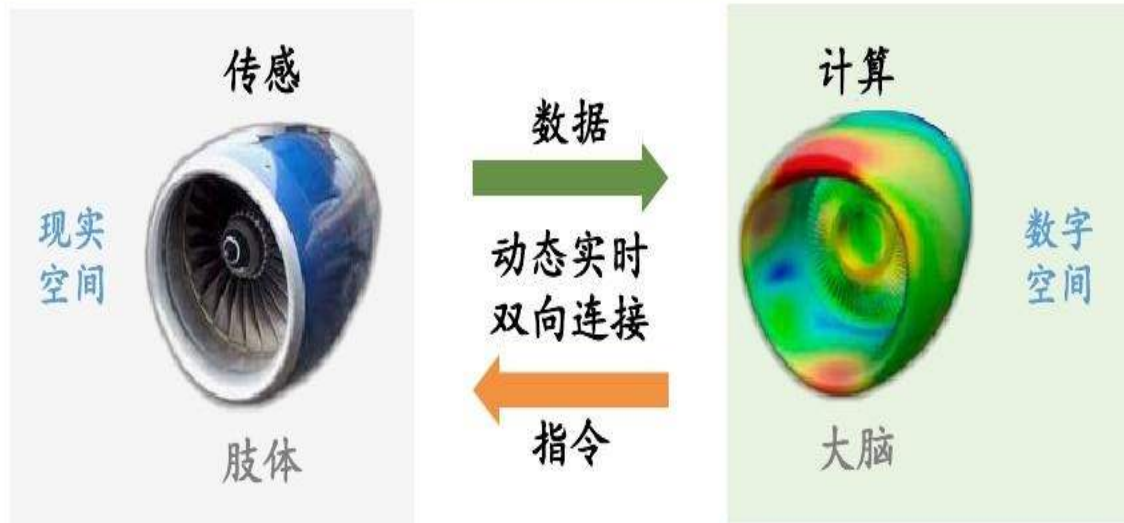 传感
现实
空间
肢体
数据
动态实时
双向连接
指令
计算
数字
空间
大脑